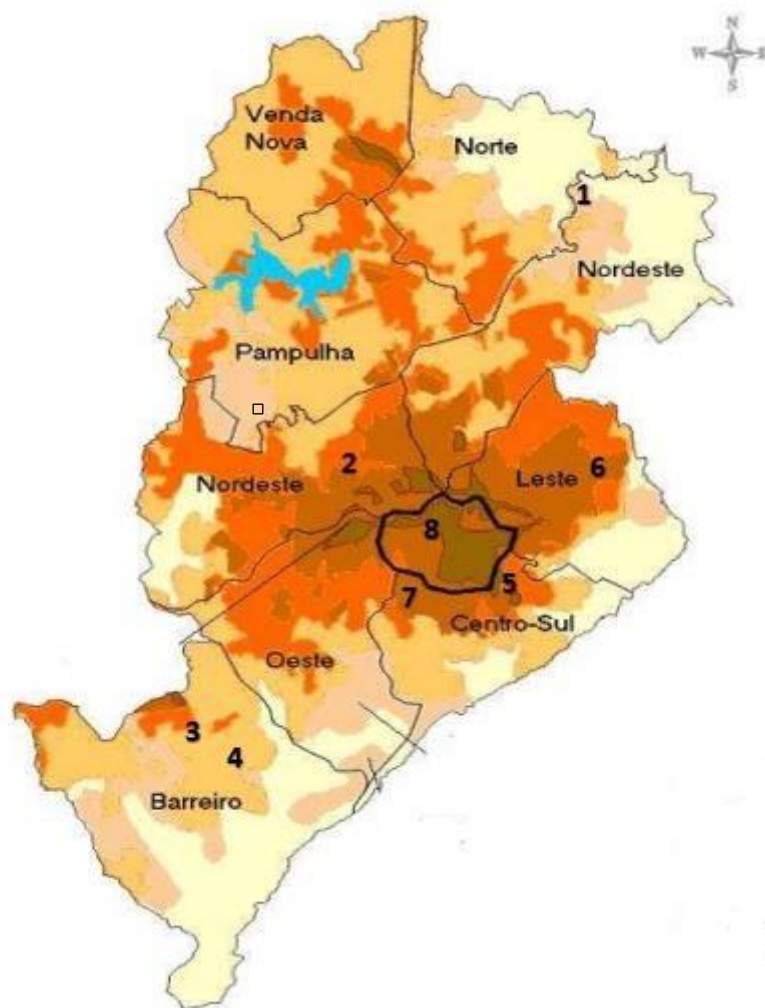 N
W
E
S
Venda
Nova
Norte
1
Nordeste
Pampulha
2
Nordeste
6
Leste
8
5
7
Centro-Sul
Oeste
3
4
Barreiro